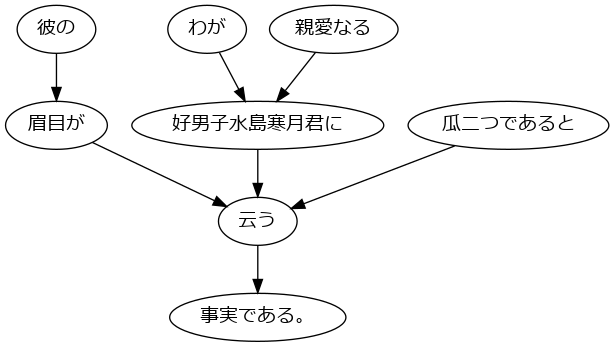 彼の
わが
親愛なる
眉目が
好男子水島寒月君に
瓜二つであると
云う
事実である。